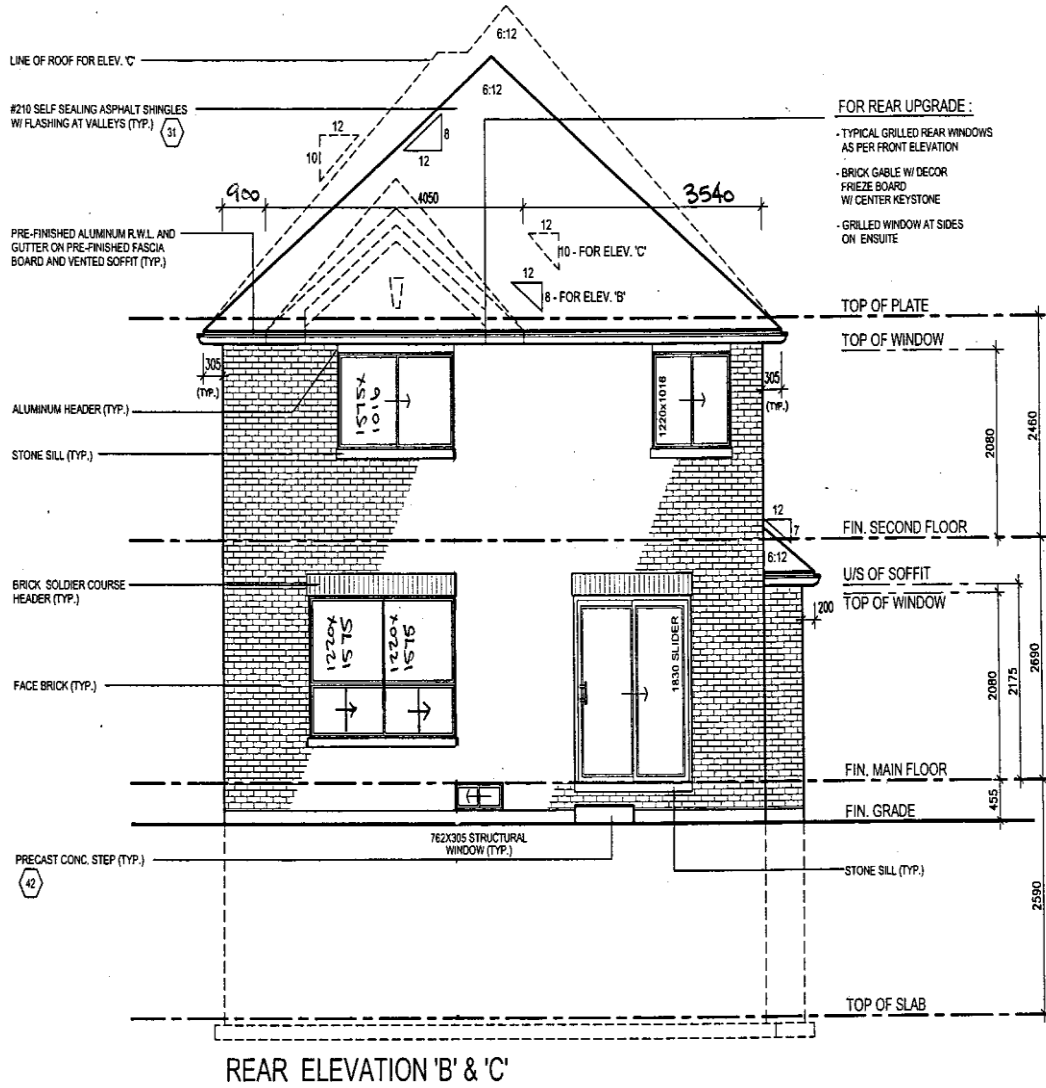 6:12
LINE OF ROOF FOR ELEV. 'C'
6:12
#210 SELF SEALING ASPHALT SHINGLES
W/ FLASHING AT VALLEYS (TYP.)
31
12
10
8
12
FOR REAR UPGRADE :
- TYPICAL GRILLED REAR WINDOWS
AS PER FRONT ELEVATION
- BRICK GABLE W/ DECOR
FRIEZE BOARD
W/ CENTER KEYSTONE
- GRILLED WINDOW AT SIDES
ON ENSUITE
900
4050
3540
PRE-FINISHED ALUMINUM R.W.L. AND
GUTTER ON PRE-FINISHED FASCIA
BOARD AND VENTED SOFFIT (TYP.)
12
10 - FOR ELEV. 'C'
12
8 - FOR ELEV. 'B'
TOP OF PLATE
TOP OF WINDOW
305
(TYP.)
305
(TYP.)
1575X
1016
1220x1016
ALUMINUM HEADER (TYP.)
STONE SILL (TYP.)
2080
2460
12
7
FIN. SECOND FLOOR
6:12
U/S OF SOFFIT
BRICK SOLDIER COURSE
HEADER (TYP.)
TOP OF WINDOW
200
1220X
1575
1220X
1575
1830 SLIDER
FACE BRICK (TYP.)
2080
2175
2690
FIN. MAIN FLOOR
455
FIN. GRADE
762X305 STRUCTURAL
WINDOW (TYP.)
PRECAST CONC. STEP (TYP.)
42
STONE SILL (TYP.)
2590
TOP OF SLAB
REAR ELEVATION 'B' & 'C'